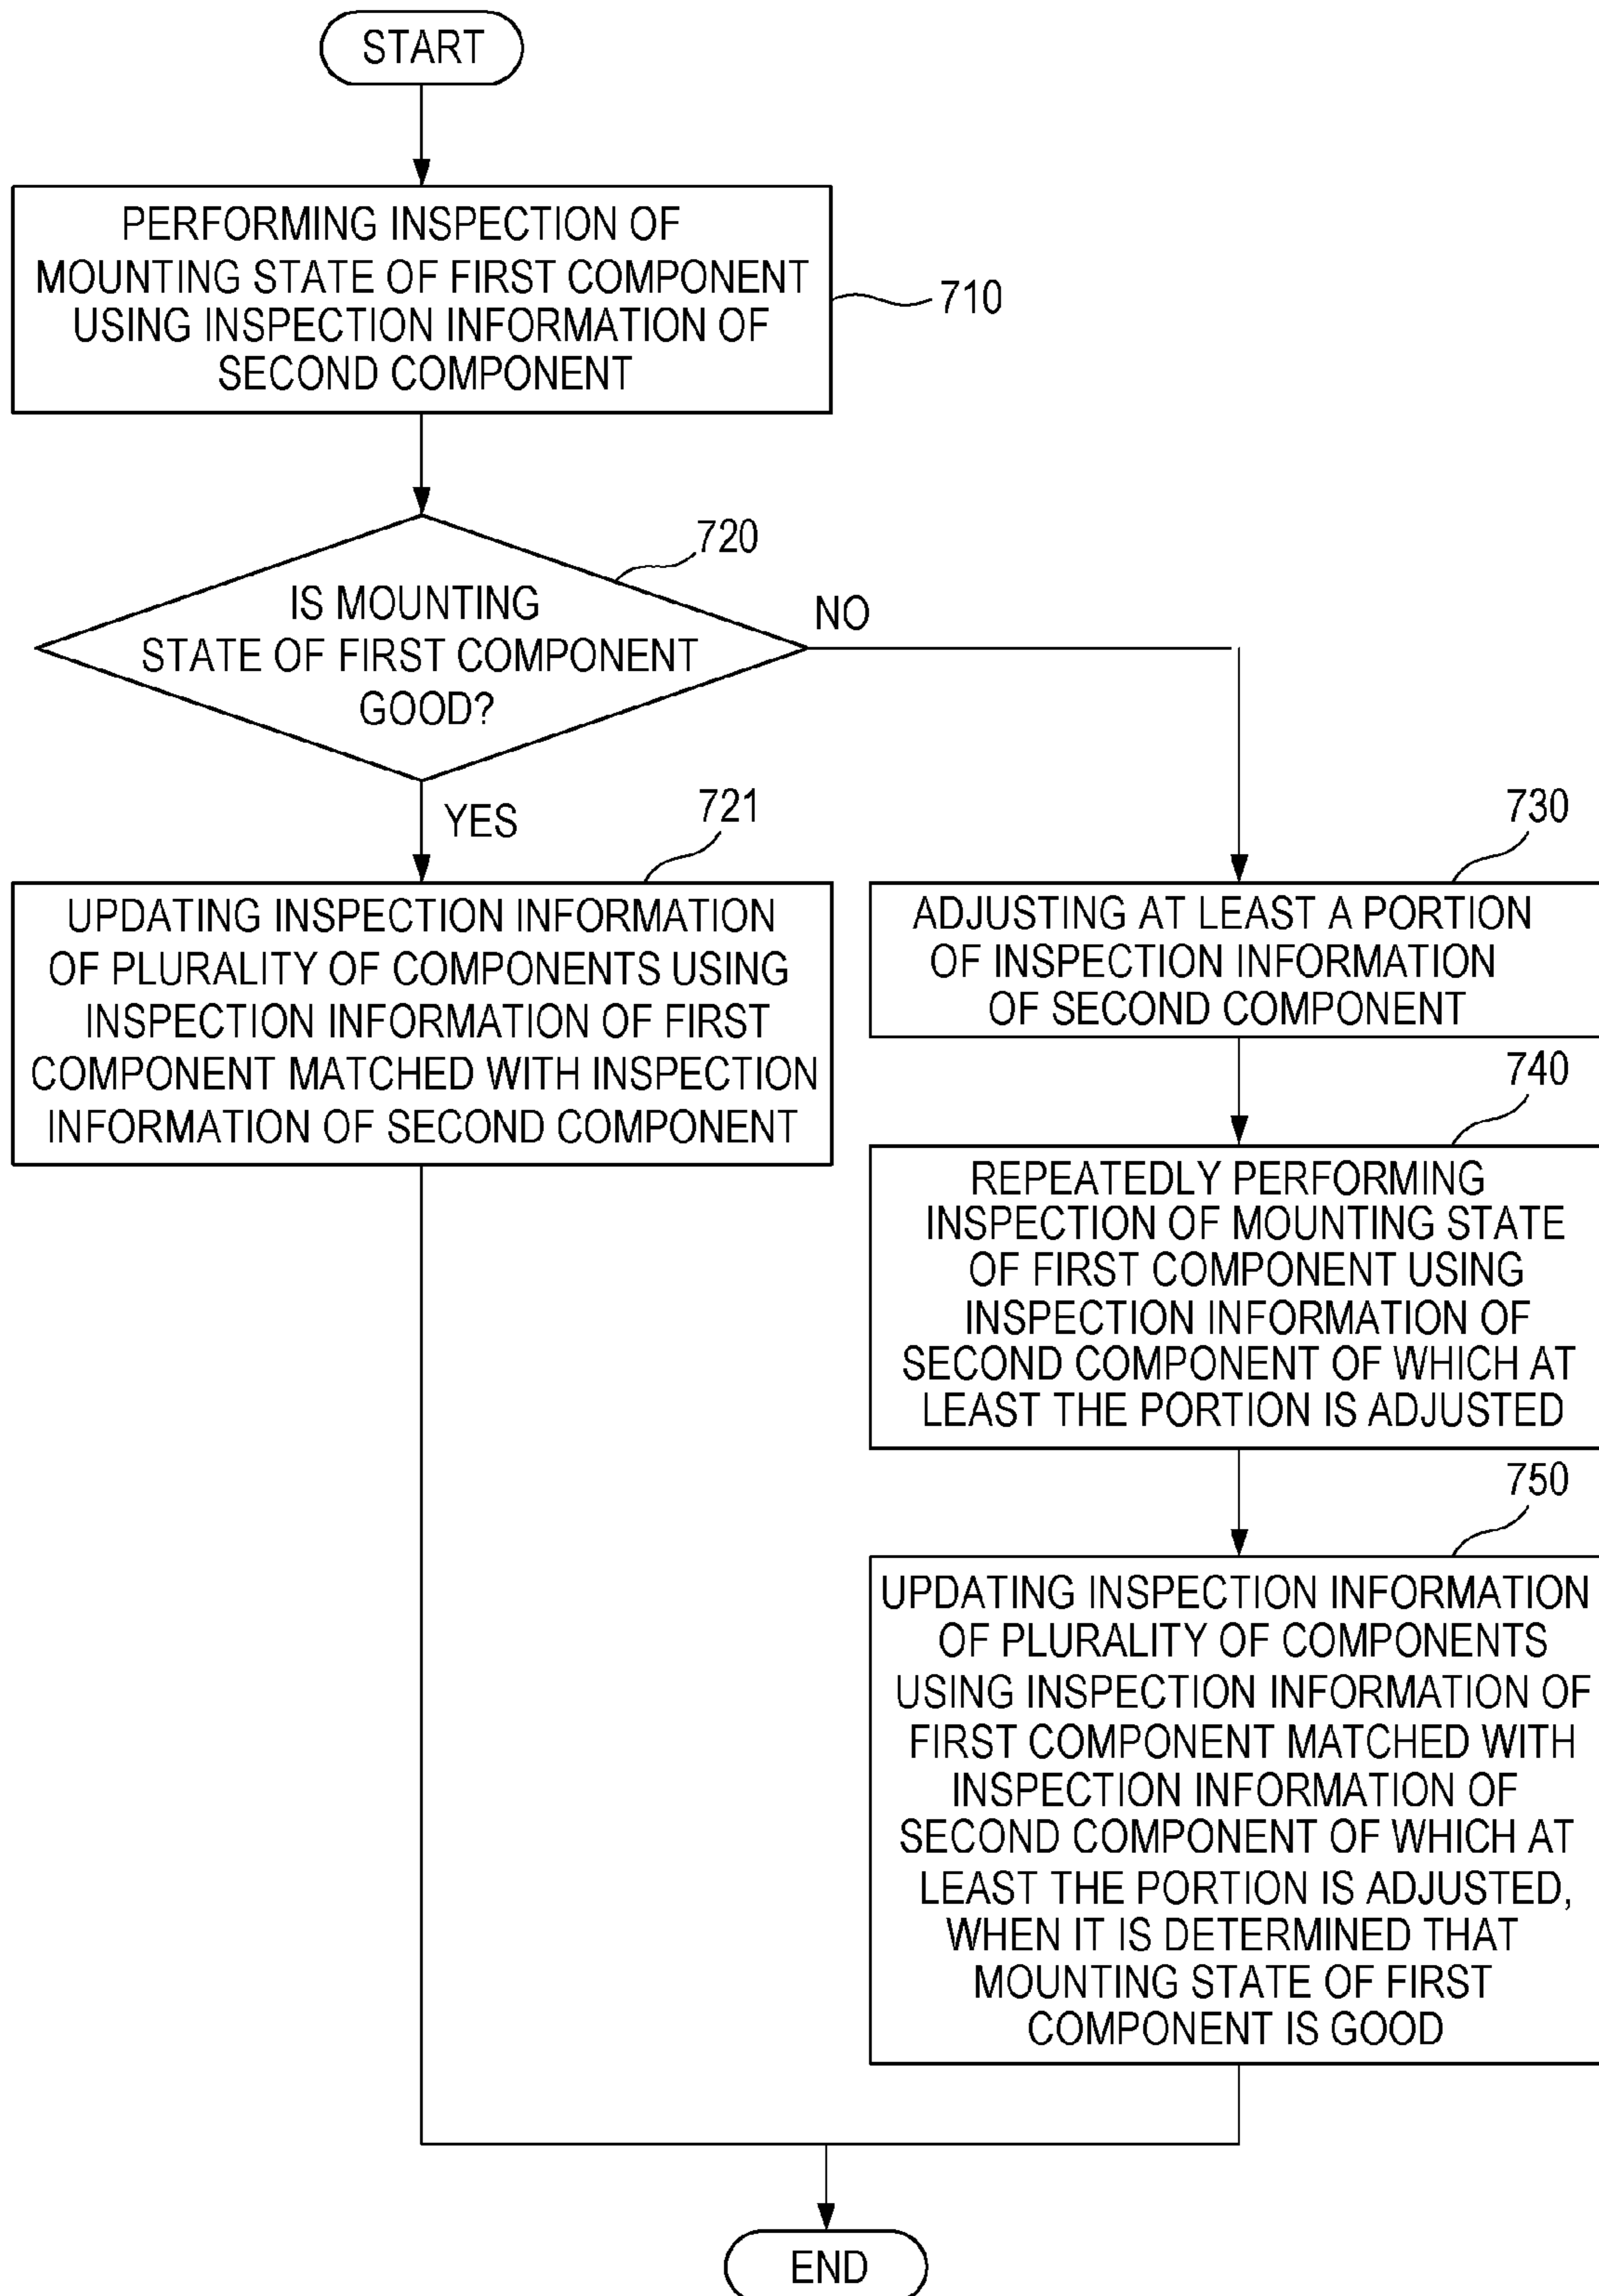 START
PERFORMING INSPECTION OF
MOUNTING STATE OF FIRST COMPONENT
USING INSPECTION INFORMATION OF
SECOND COMPONENT
710
720
IS MOUNTING
STATE OF FIRST COMPONENT
GOOD?
NO
YES
721
UPDATING INSPECTION INFORMATION
OF PLURALITY OF COMPONENTS USING
INSPECTION INFORMATION OF FIRST
COMPONENT MATCHED WITH INSPECTION
INFORMATION OF SECOND COMPONENT
730
ADJUSTING AT LEAST A PORTION
OF INSPECTION INFORMATION
OF SECOND COMPONENT
740
REPEATEDLY PERFORMING
INSPECTION OF MOUNTING STATE
OF FIRST COMPONENT USING
INSPECTION INFORMATION OF
SECOND COMPONENT OF WHICH AT
LEAST THE PORTION IS ADJUSTED
750
UPDATING INSPECTION INFORMATION
OF PLURALITY OF COMPONENTS
USING INSPECTION INFORMATION OF
FIRST COMPONENT MATCHED WITH
INSPECTION INFORMATION OF
SECOND COMPONENT OF WHICH AT
LEAST THE PORTION IS ADJUSTED,
WHEN IT IS DETERMINED THAT
MOUNTING STATE OF FIRST
COMPONENT IS GOOD
END